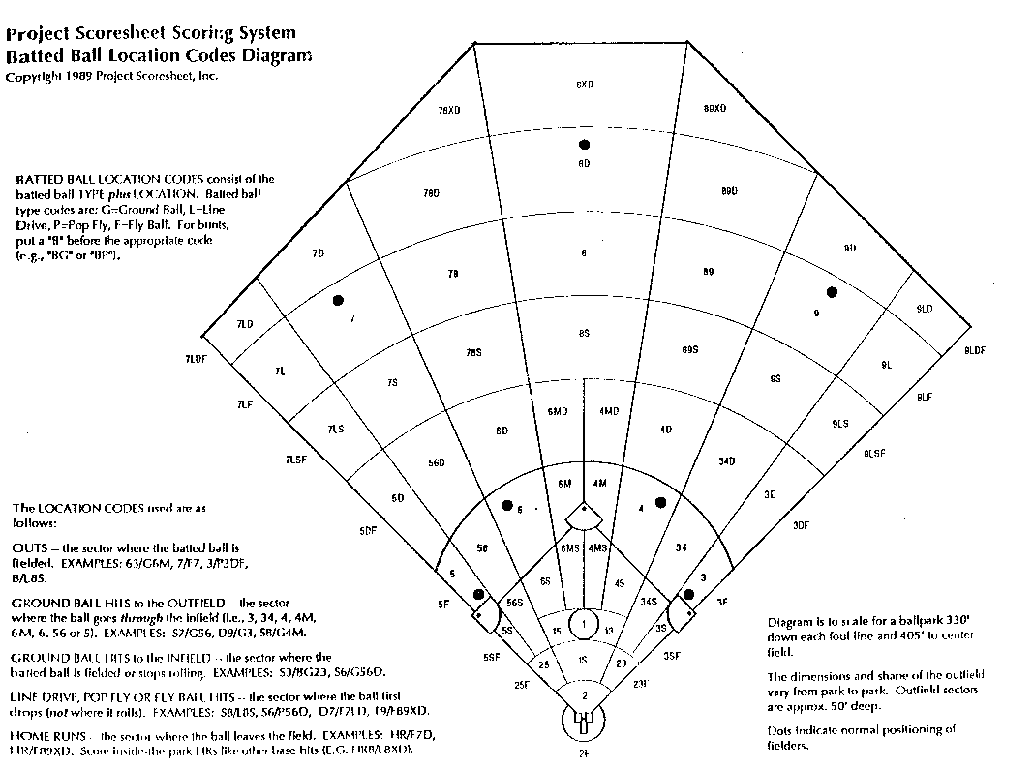 Project Scoresheet Scoring System
Batted Ball Location Codes Diagram
Copyright 1989 Project Scoresheet, Inc.
BATTED BALL LOCATION CODES consist of the
batted ball TYPE plus LOCATION. Batted ball
type codes are: G=Ground Ball, L=Line
Drive, P=Pop Fly, F=Fly Ball. For bunts,
put a "B" before the appropriate code
(e.g., "BG" or "BP").
8XD
78XD
89XD
8D
78D
89D
7D
9D
8
78
89
7
9
7LD
9LD
7LDF
9LDF
8S
78S
89S
7L
9L
7S
9S
7LF
9LF
6MD
4MD
7LS
9LS
6D
4D
7LSF
9LSF
56D
34D
5D
3D
6M
4M
6
4
5DF
3DF
56
34
6MS
4MS
5
3
6S
4S
5F
3F
56S
34S
5S
3S
15
1
13
5SF
3SF
25
1S
23
25F
23F
2
2F
The LOCATION CODES used are as
follows:
OUTS -- the sector where the batted ball is
fielded. EXAMPLES: 63/G6M, 7/F7, 3/P3DF,
8/L8S.
GROUND BALL HITS to the OUTFIELD -- the sector
where the ball goes through the infield (i.e., 3, 34, 4, 4M,
6M, 6, 56 or 5). EXAMPLES: S7/G56, D9/G3, S8/G4M.
GROUND BALL HITS to the INFIELD -- the sector where the
batted ball is fielded or stops rolling. EXAMPLES: S3/BG23, S6/G56D.
LINE DRIVE, POP FLY OR FLY BALL HITS -- the sector where the ball first
drops (not where it rolls). EXAMPLES: S8/L8S, S6/P56D, D7/F7LD, T9/F89XD.
HOME RUNS -- the sector where the ball leaves the field. EXAMPLES: HR/F7D,
HR/F89XD. Score inside-the-park HRs like other base hits (E.G. HR8/L8XD).
Diagram is to scale for a ballpark 330'
down each foul line and 405' to center
field.
The dimensions and shape of the outfield
vary from park to park. Outfield sectors
are approx. 50' deep.
Dots indicate normal positioning of
fielders.